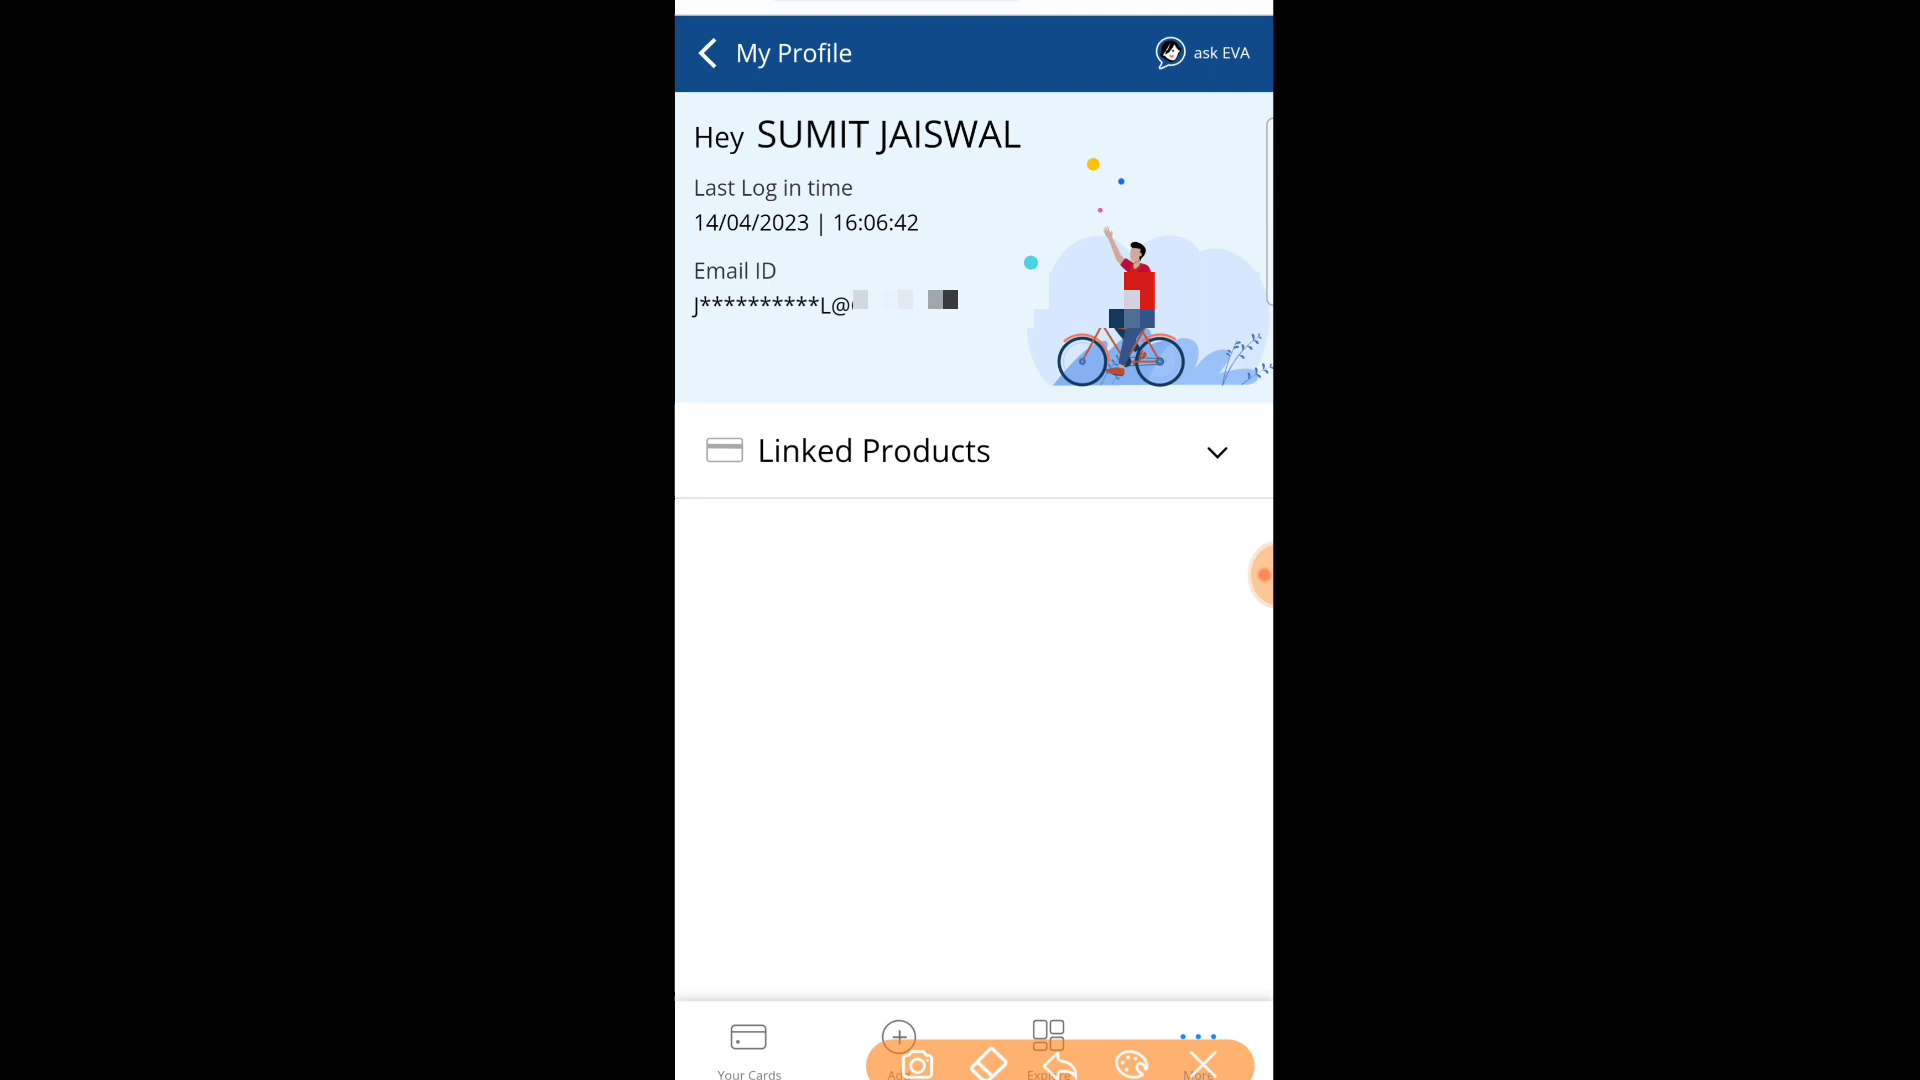 My Profile
ask EVA
Hey SUMIT JAISWAL
Last Log in time
14/04/2023 | 16:06:42
Email ID
J**********L@
Linked Products
Your Cards
More